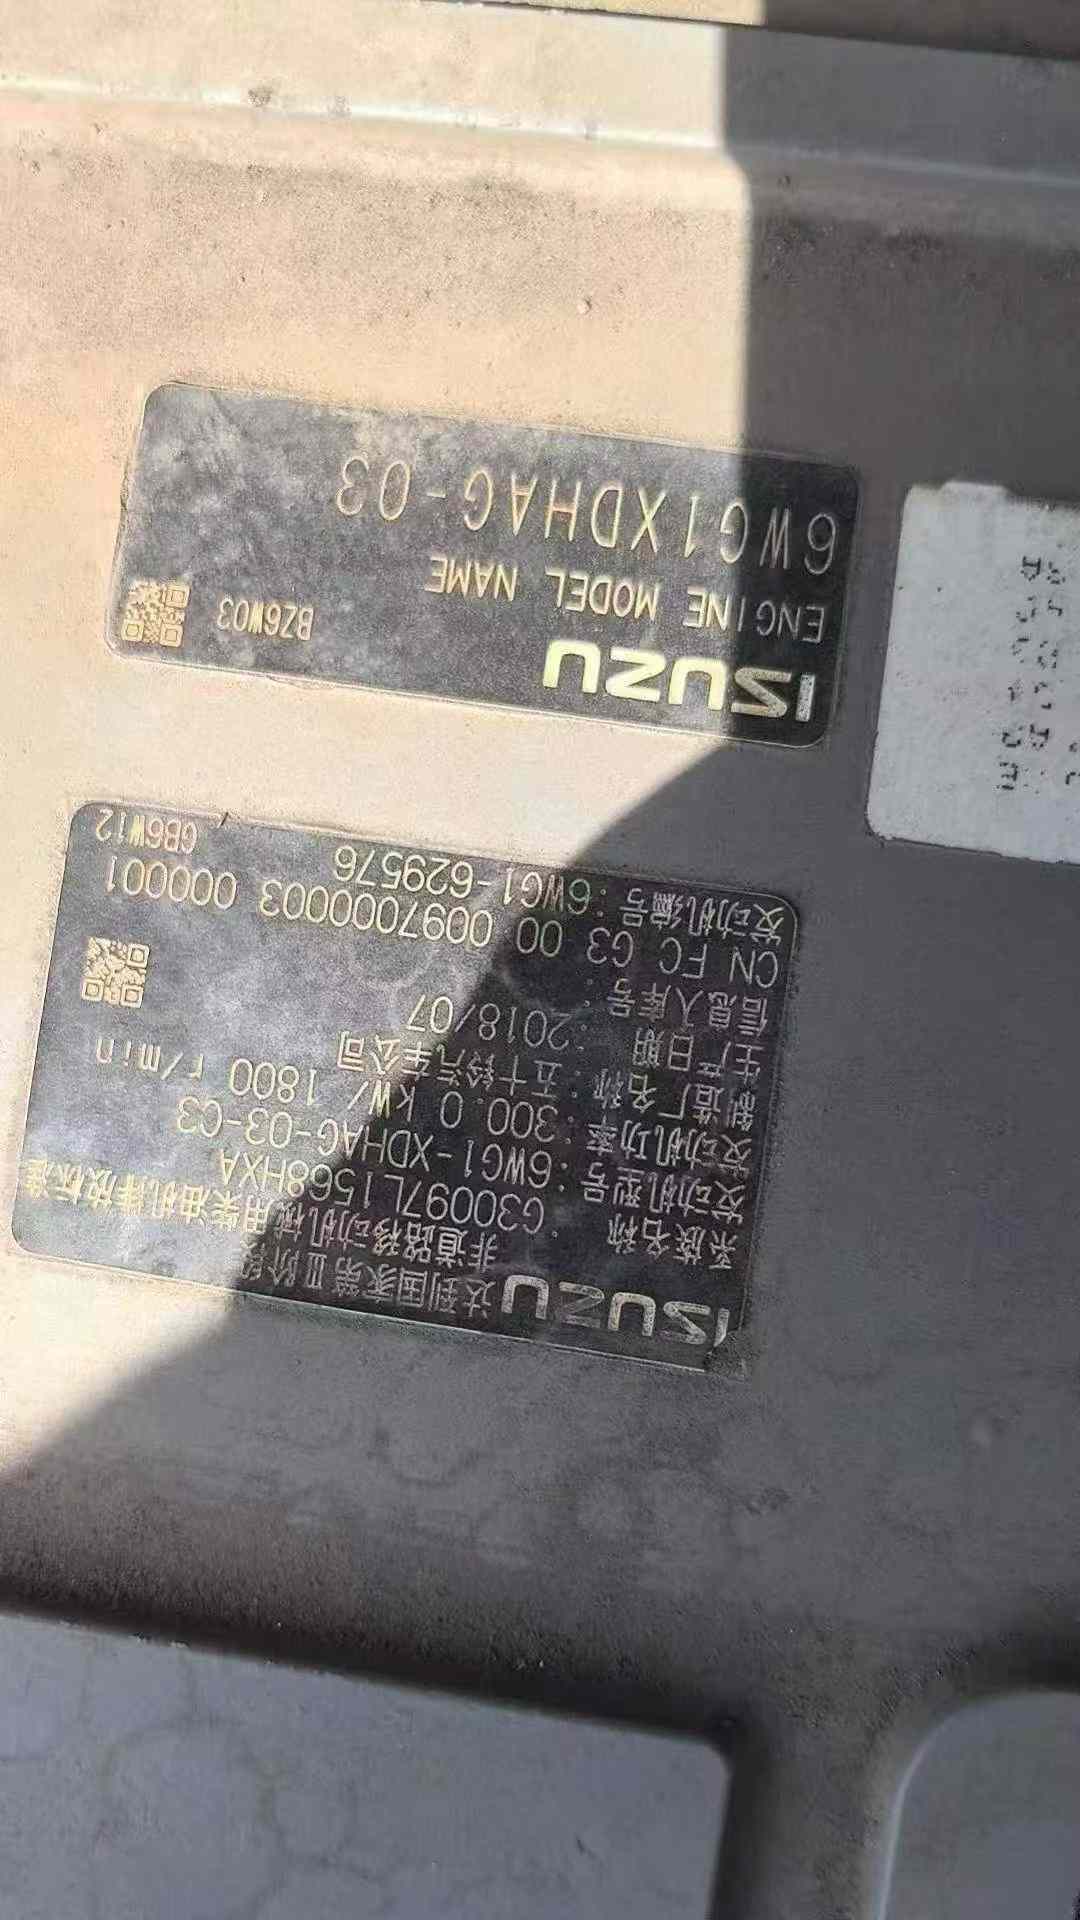 ISUZU 达到国家第Ⅲ阶段
非道路移动机械用柴油机排放标准
系族名称 : G30097L1568HXA
发动机型号 : 6WG1-XDHAG-03-C3
发动机功率 : 300.0 kW/ 1800 r/min
制造厂名称 : 五十铃汽车公司
生产日期 : 2018/07
信息入库号 :
CN FC G3 00 0097000003 000001
发动机编号 : 6WG1-629576
GB6W12
ISUZU
ENGINE MODEL NAME
BZ6W03
6WG1XDHAG-03